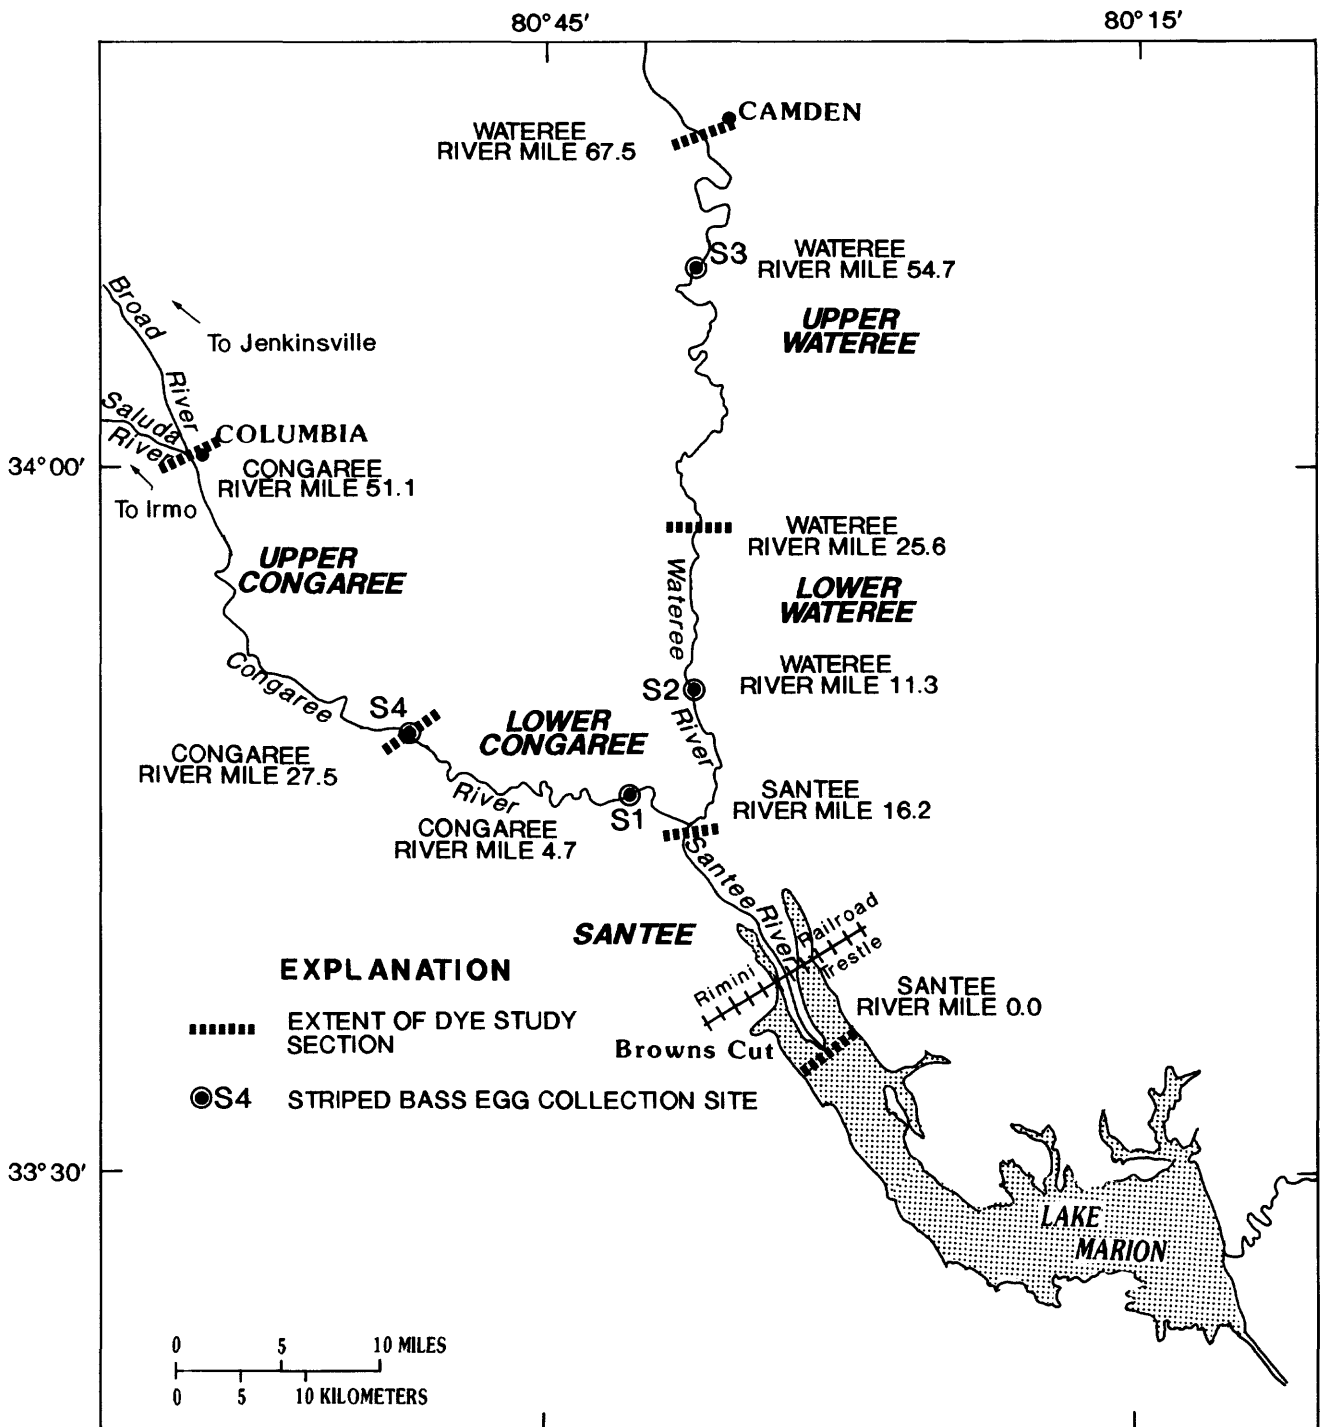 80°45′
80°15′
CAMDEN
WATEREE
RIVER MILE 67.5
S3
WATEREE
RIVER MILE 54.7
UPPER
WATEREE
Broad
River
To Jenkinsville
Saluda
River
COLUMBIA
34°00′
CONGAREE
RIVER MILE 51.1
To Irmo
WATEREE
RIVER MILE 25.6
UPPER
CONGAREE
Wateree
River
LOWER
WATEREE
WATEREE
RIVER MILE 11.3
S2
Congaree
River
S4
LOWER
CONGAREE
CONGAREE
RIVER MILE 27.5
SANTEE
RIVER MILE 16.2
S1
CONGAREE
RIVER MILE 4.7
Santee River
SANTEE
Rimini Railroad
Trestle
SANTEE
RIVER MILE 0.0
Browns Cut
EXPLANATION
EXTENT OF DYE STUDY
SECTION
S4 STRIPED BASS EGG COLLECTION SITE
33°30′
LAKE
MARION
0 5 10 MILES
0 5 10 KILOMETERS